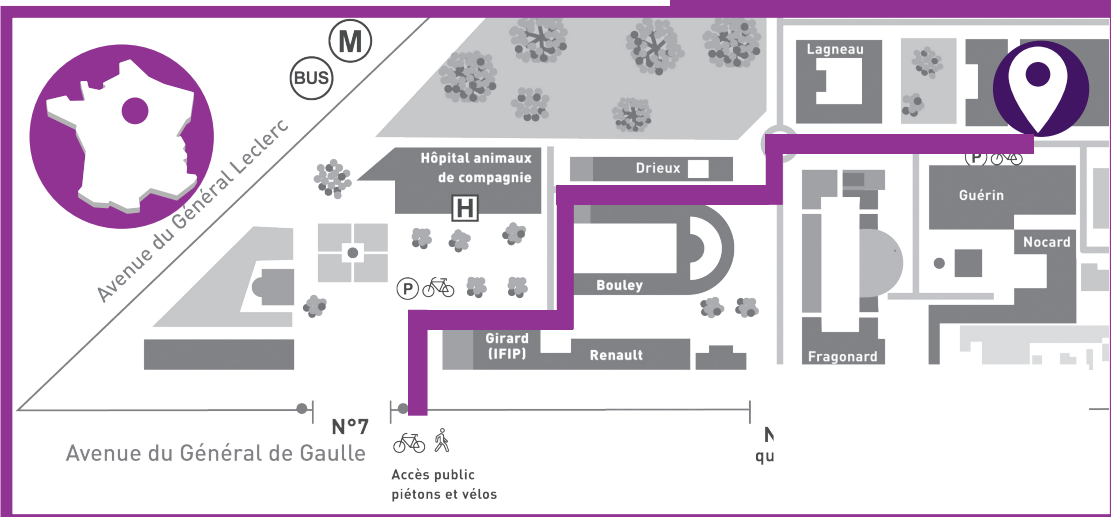 M
BUS
Avenue du Général Leclerc
Lagneau
Hôpital animaux
de compagnie
H
Drieux
P
Guérin
Nocard
P
Bouley
Girard
(IFIP)
Renault
Fragonard
N°7
Avenue du Général de Gaulle
Accès public
piétons et vélos
qu